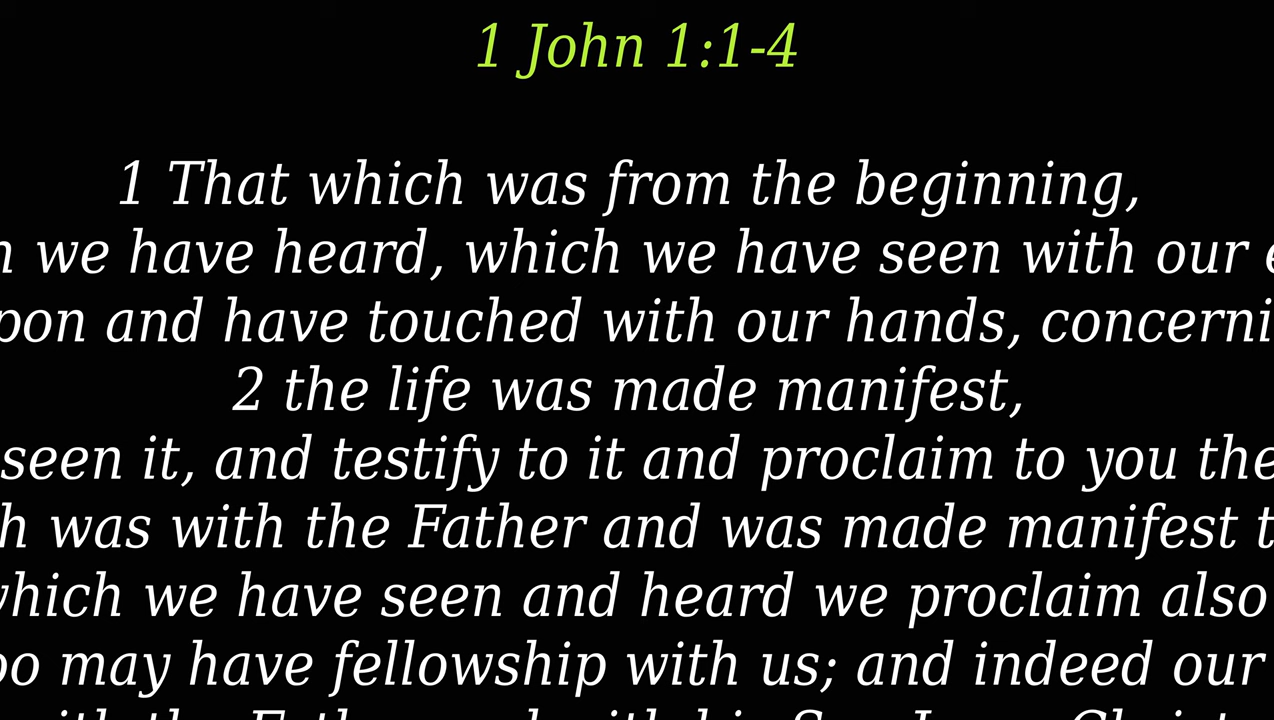 1 John 1:1-4
1 That which was from the beginning,
we have heard, which we have seen with our
and have touched with our hands,
2 the life was made manifest,
seen it, and testify to it and proclaim to you the
was with the Father and was made manifest
which we have seen and heard we proclaim also
may have fellowship with us; and indeed our